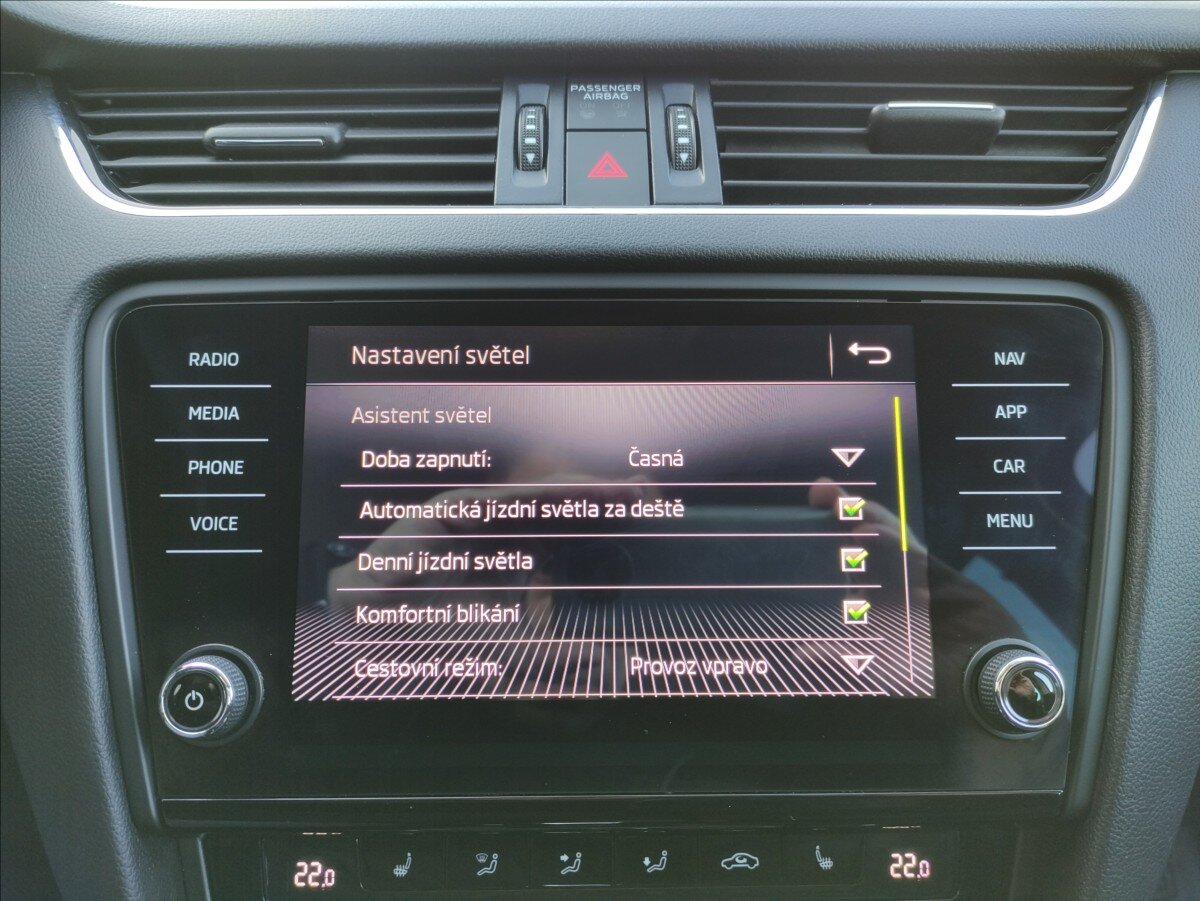 PASSENGER
AIRBAG
RADIO
MEDIA
PHONE
VOICE
Nastavení světel
Asistent světel
Doba zapnutí: Časná
Automatická jízdní světla za deště
Denní jízdní světla
Komfortní blikání
Cestovní režim: Provoz vpravo
NAV
APP
CAR
MENU
22,0
22,0